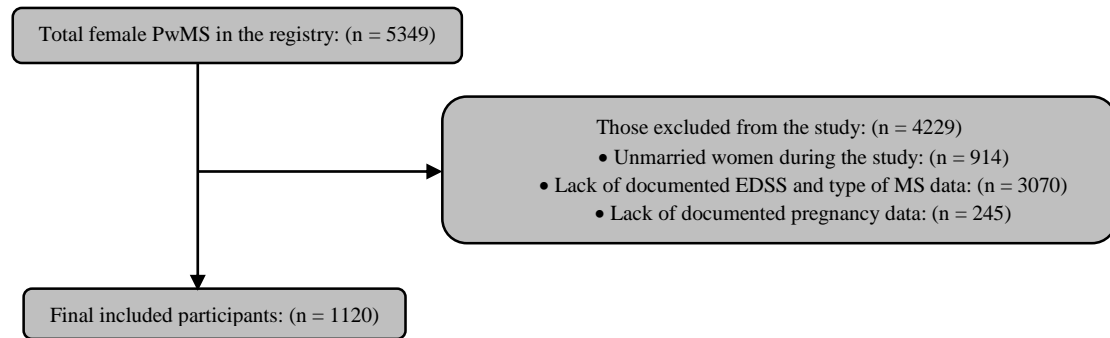 Total female PwMS in the registry: (n = 5349)
Those excluded from the study: (n = 4229)
• Unmarried women during the study: (n = 914)
• Lack of documented EDSS and type of MS data: (n = 3070)
• Lack of documented pregnancy data: (n = 245)
Final included participants: (n = 1120)